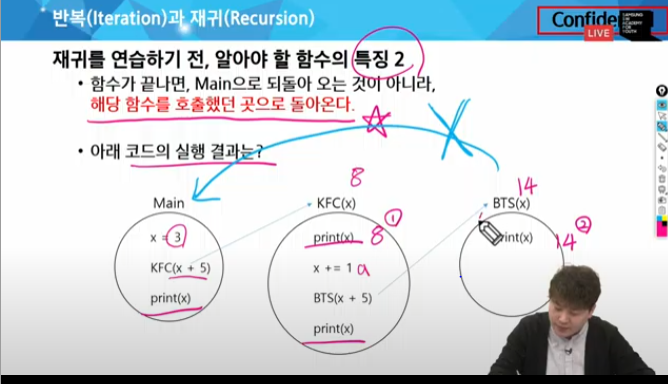 반복(Iteration)과 재귀(Recursion)
Confide
SAMSUNG
SW ACADEMY
FOR YOUTH
LIVE
재귀를 연습하기 전, 알아야 할 함수의 특징 2
• 함수가 끝나면, Main으로 되돌아 오는 것이 아니라,
해당 함수를 호출했던 곳으로 돌아온다.
• 아래 코드의 실행 결과는?
8
14
Main
KFC(x)
BTS(x)
x = 3
KFC(x + 5)
print(x)
print(x) 8 ①
x += 1 a
BTS(x + 5)
print(x)
rint(x) 14 ②